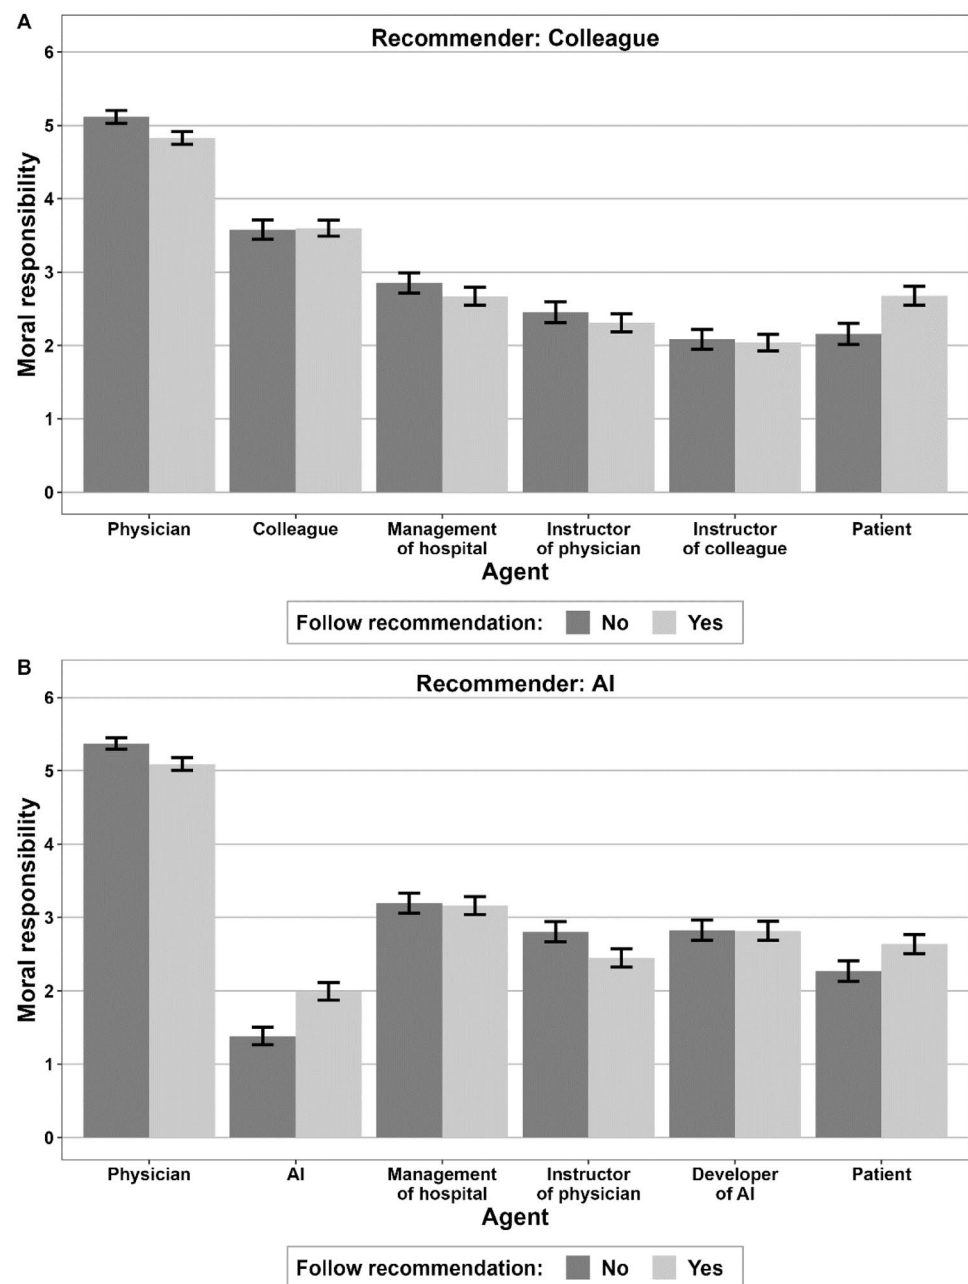 A
Recommender: Colleague
Moral responsibility
6
5
4
3
2
1
0
Physician
Colleague
Management
of hospital
Instructor
of physician
Instructor
of colleague
Patient
Agent
Follow recommendation: No Yes
B
Recommender: AI
Moral responsibility
6
5
4
3
2
1
0
Physician
AI
Management
of hospital
Instructor
of physician
Developer
of AI
Patient
Agent
Follow recommendation: No Yes